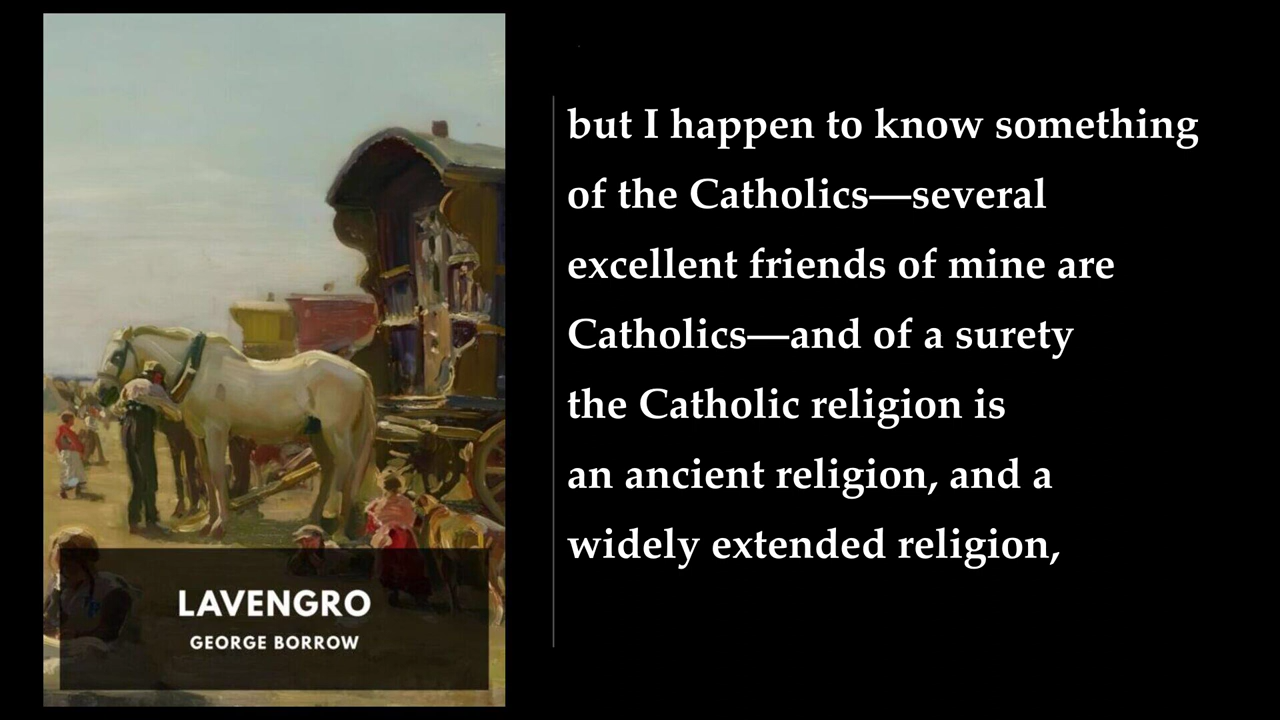 LAVENGRO
GEORGE BORROW
but I happen to know something
of the Catholics—several
excellent friends of mine are
Catholics—and of a surety
the Catholic religion is
an ancient religion, and a
widely extended religion,